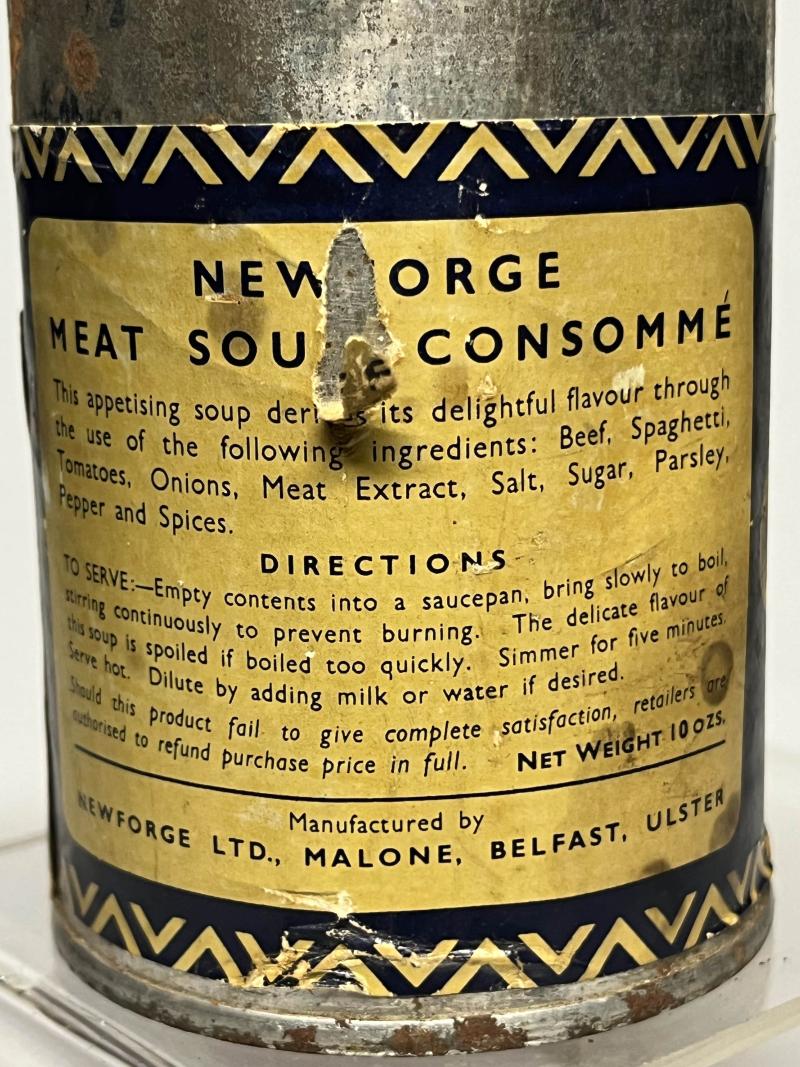 NEWFORGE
MEAT SOUP CONSOMMÉ
This appetising soup derives its delightful flavour through
the use of the following ingredients: Beef, Spaghetti,
Tomatoes, Onions, Meat Extract, Salt, Sugar, Parsley,
Pepper and Spices.
DIRECTIONS
TO SERVE:—Empty contents into a saucepan, bring slowly to boil,
stirring continuously to prevent burning. The delicate flavour of
this soup is spoiled if boiled too quickly. Simmer for five minutes.
Serve hot. Dilute by adding milk or water if desired.
Should this product fail to give complete satisfaction, retailers are
authorised to refund purchase price in full. NET WEIGHT 10 OZS.
Manufactured by
NEWFORGE LTD., MALONE, BELFAST, ULSTER